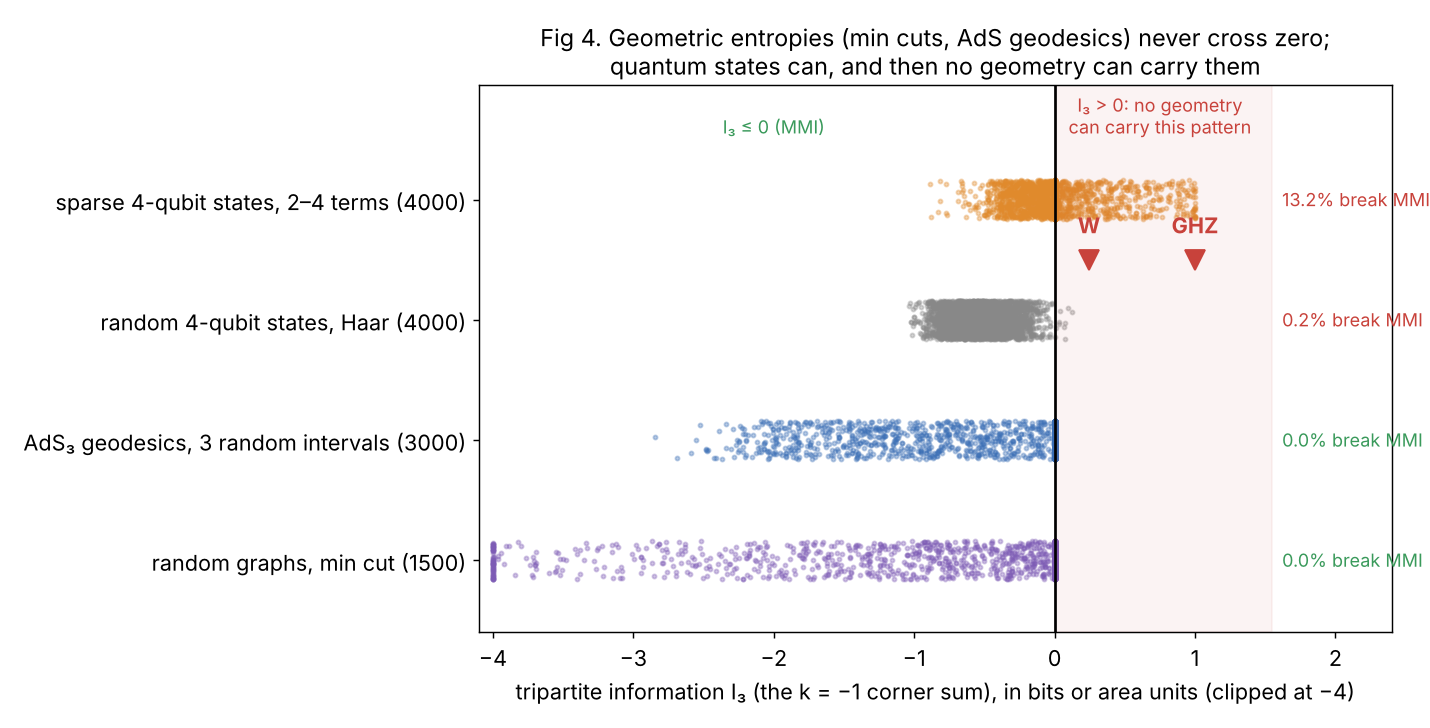 Fig 4. Geometric entropies (min cuts, AdS geodesics) never cross zero;
quantum states can, and then no geometry can carry them
I₃ ≤ 0 (MMI)
I₃ > 0: no geometry
can carry this pattern
sparse 4-qubit states, 2–4 terms (4000)
13.2% break MMI
W
GHZ
random 4-qubit states, Haar (4000)
0.2% break MMI
AdS₃ geodesics, 3 random intervals (3000)
0.0% break MMI
random graphs, min cut (1500)
0.0% break MMI
−4 −3 −2 −1 0 1 2
tripartite information I₃ (the k = −1 corner sum), in bits or area units (clipped at −4)